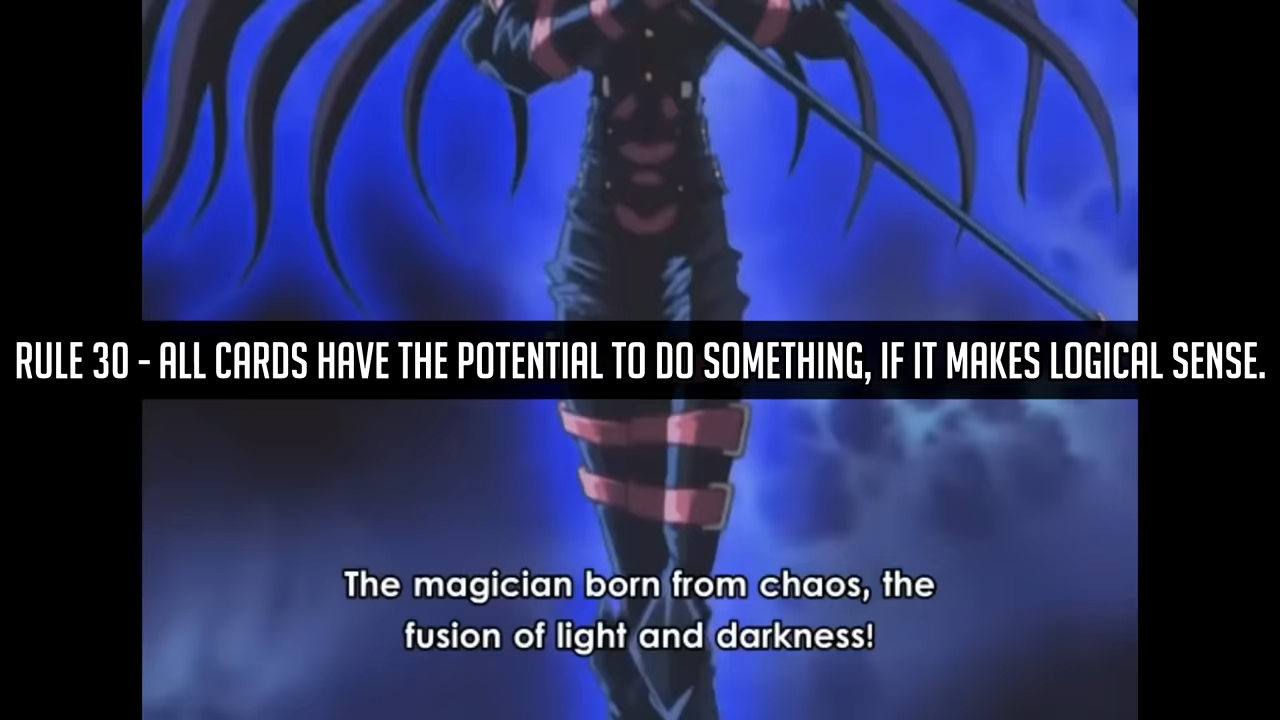 RULE 30 - ALL CARDS HAVE THE POTENTIAL TO DO SOMETHING, IF IT MAKES LOGICAL SENSE.
The magician born from chaos, the
fusion of light and darkness!